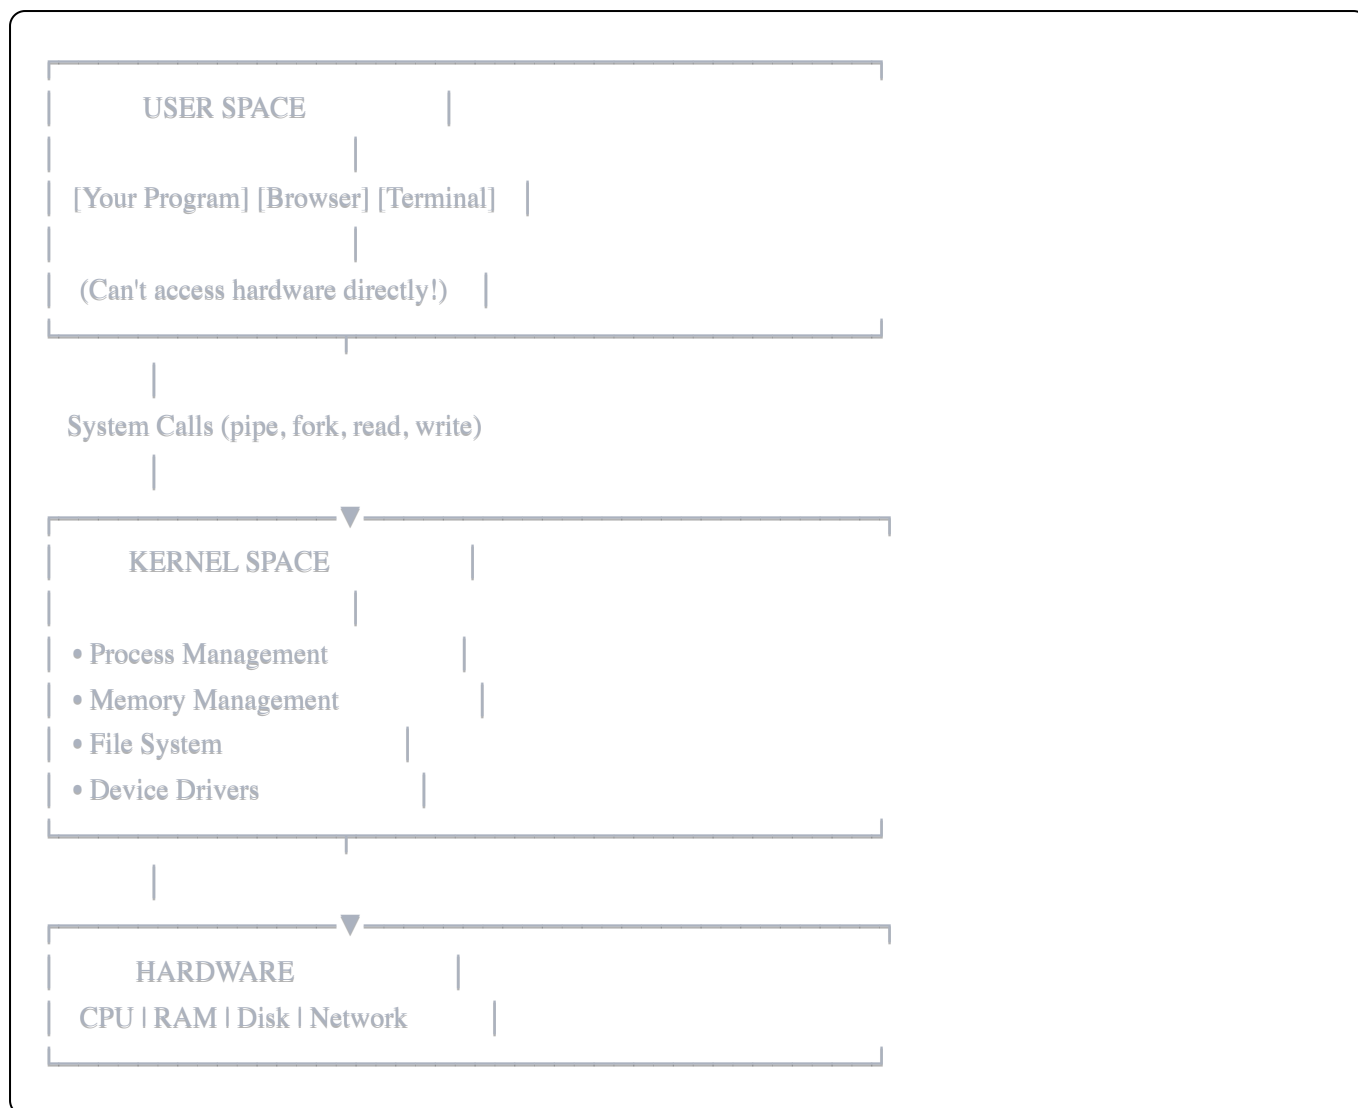 USER SPACE
[Your Program] [Browser] [Terminal]
(Can't access hardware directly!)
System Calls (pipe, fork, read, write)
KERNEL SPACE
• Process Management
• Memory Management
• File System
• Device Drivers
HARDWARE
CPU | RAM | Disk | Network